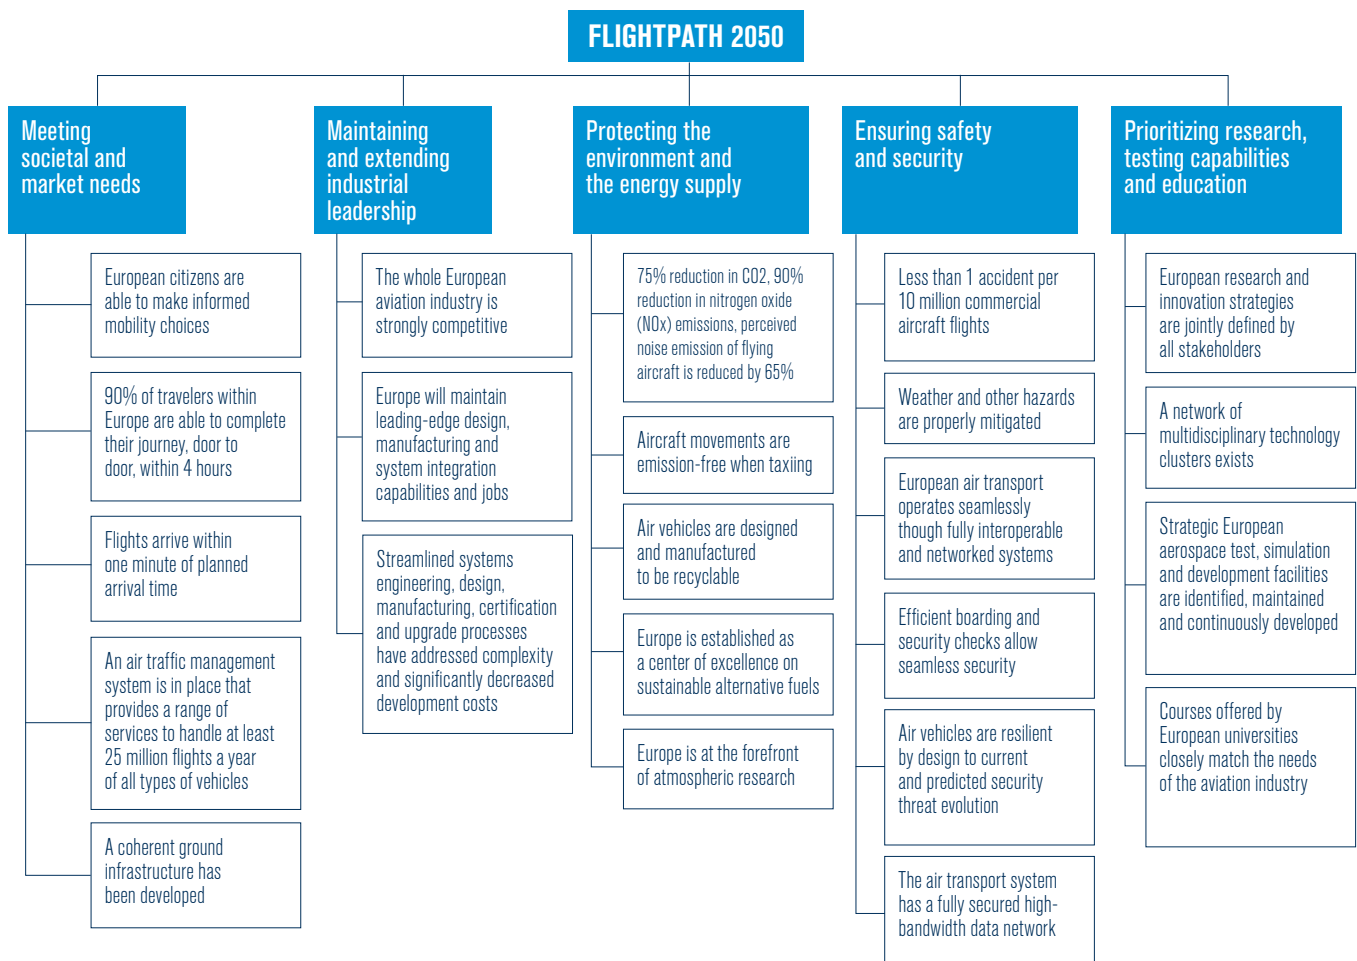 FLIGHTPATH 2050
Meeting
societal and
market needs
European citizens are
able to make informed
mobility choices
90% of travelers within
Europe are able to complete
their journey, door to
door, within 4 hours
Flights arrive within
one minute of planned
arrival time
An air traffic management
system is in place that
provides a range of
services to handle at least
25 million flights a year
of all types of vehicles
A coherent ground
infrastructure has
been developed
Maintaining
and extending
industrial
leadership
The whole European
aviation industry is
strongly competitive
Europe will maintain
leading-edge design,
manufacturing and
system integration
capabilities and jobs
Streamlined systems
engineering, design,
manufacturing, certification
and upgrade processes
have addressed complexity
and significantly decreased
development costs
Protecting the
environment and
the energy supply
75% reduction in CO2, 90%
reduction in nitrogen oxide
(NOx) emissions, perceived
noise emission of flying
aircraft is reduced by 65%
Aircraft movements are
emission-free when taxiing
Air vehicles are designed
and manufactured
to be recyclable
Europe is established as
a center of excellence on
sustainable alternative fuels
Europe is at the forefront
of atmospheric research
Ensuring safety
and security
Less than 1 accident per
10 million commercial
aircraft flights
Weather and other hazards
are properly mitigated
European air transport
operates seamlessly
though fully interoperable
and networked systems
Efficient boarding and
security checks allow
seamless security
Air vehicles are resilient
by design to current
and predicted security
threat evolution
The air transport system
has a fully secured high-
bandwidth data network
Prioritizing research,
testing capabilities
and education
European research and
innovation strategies
are jointly defined by
all stakeholders
A network of
multidisciplinary technology
clusters exists
Strategic European
aerospace test, simulation
and development facilities
are identified, maintained
and continuously developed
Courses offered by
European universities
closely match the needs
of the aviation industry